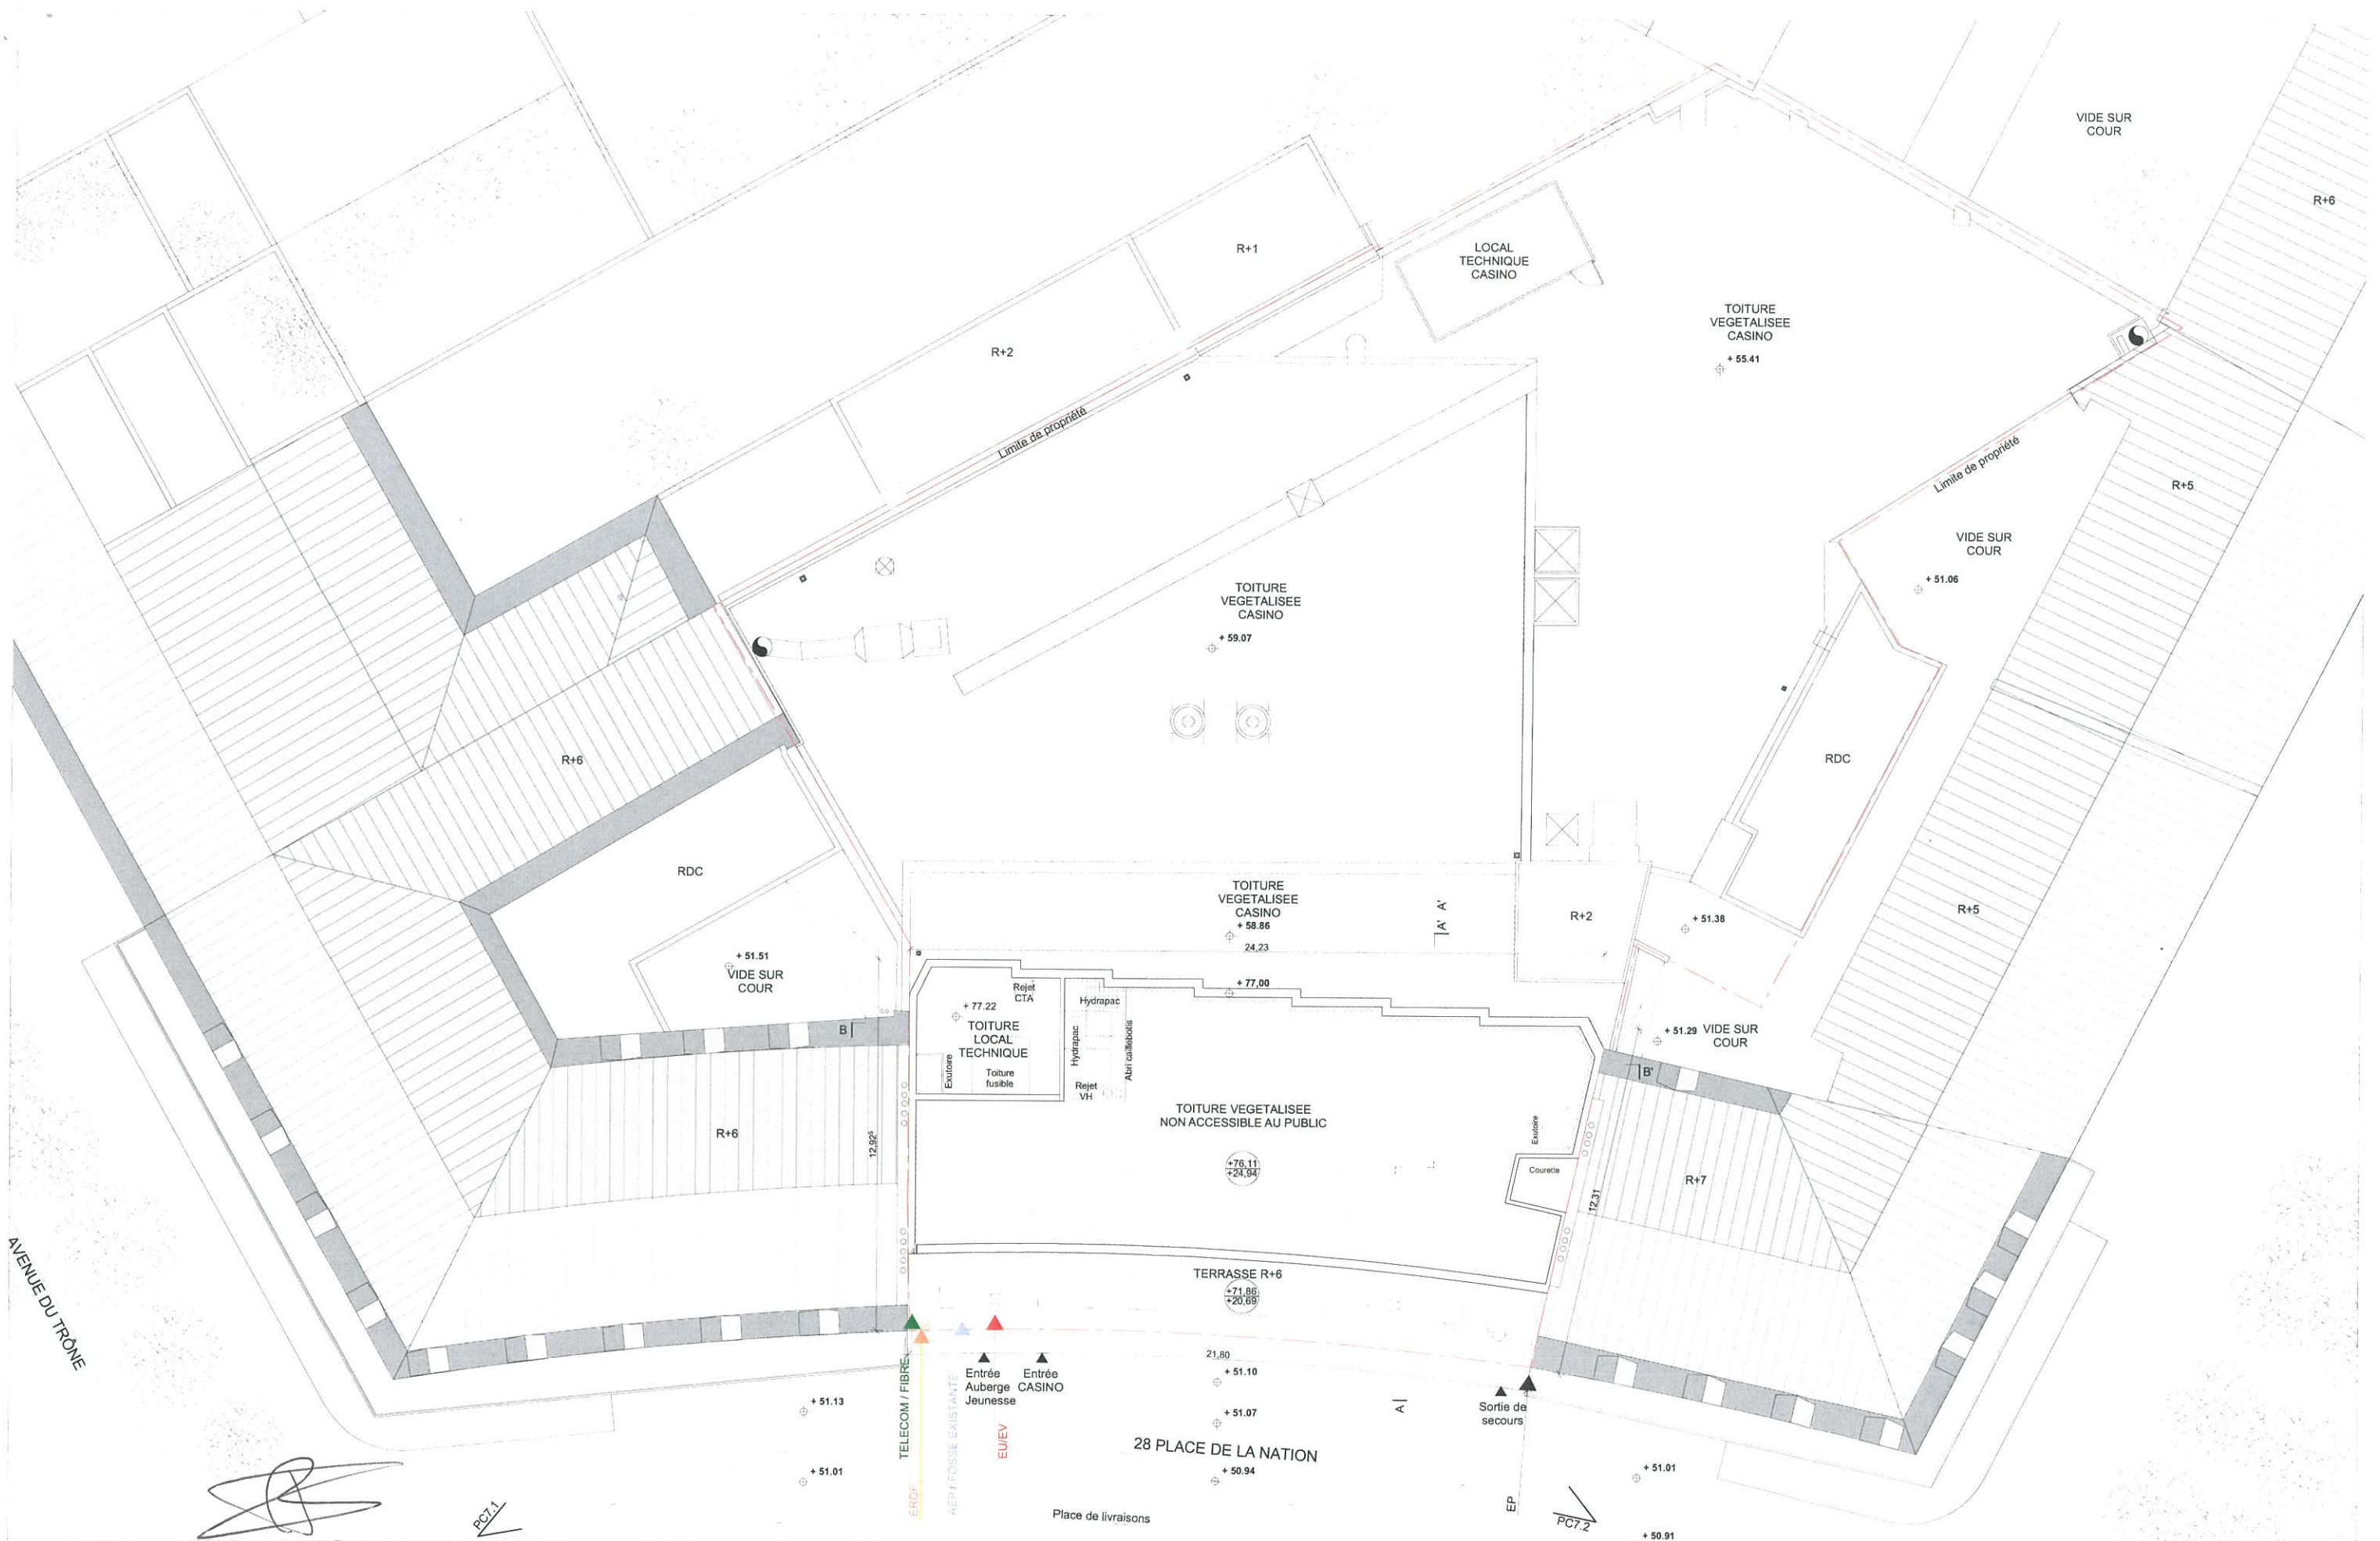 VIDE SUR
COUR
R+6
R+1
LOCAL
TECHNIQUE
CASINO
TOITURE
VEGETALISEE
CASINO
+ 55.41
R+2
Limite de propriété
Limite de propriété
R+5
VIDE SUR
COUR
+ 51.06
TOITURE
VEGETALISEE
CASINO
+ 59.07
R+6
RDC
RDC
TOITURE
VEGETALISEE
CASINO
+ 58.86
24,23
A' A'
R+2
+ 51.38
R+5
+ 51.51
VIDE SUR
COUR
+ 77,00
Rejet
CTA
Hydrapac
+ 77.22
TOITURE
LOCAL
TECHNIQUE
Exutoire
Toiture
fusible
Hydrapac
Abri caillebotis
Rejet
VH
B
+ 51.29 VIDE SUR
COUR
B'
R+6
12,92⁵
TOITURE VEGETALISEE
NON ACCESSIBLE AU PUBLIC
+76,11
+24,94
Exutoire
Courette
12,31
R+7
TERRASSE R+6
+71,86
+20,69
AVENUE DU TRÔNE
21,80
Entrée
Auberge
Jeunesse
Entrée
CASINO
+ 51.10
+ 51.07
A
Sortie de
secours
+ 51.13
TELECOM / FIBRE
AEP / FOSSE EXISTANTE
EU/EV
28 PLACE DE LA NATION
+ 51.01
+ 50.94
+ 51.01
ERDF
EP
PC7.1
PC7.2
Place de livraisons
+ 50.91